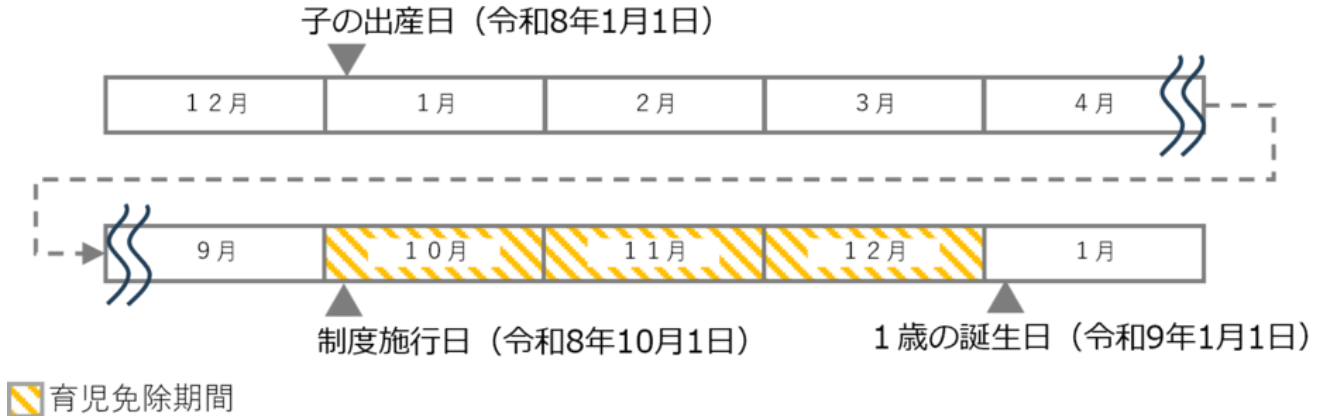 子の出産日（令和8年1月1日）
１２月
１月
２月
３月
４月
９月
１０月
１１月
１２月
１月
制度施行日（令和8年10月1日）
１歳の誕生日（令和9年1月1日）
育児免除期間